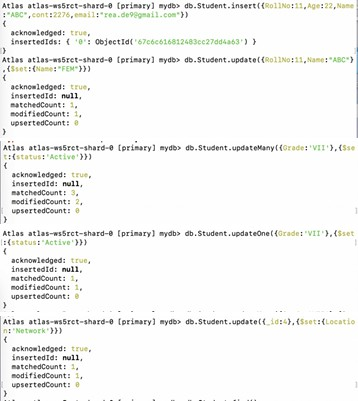 Atlas atlas-ws5rct-shard-0 [primary] mydb> db.Student.insert({RollNo:11,Age:22,Name
:"ABC",cont:2276,email:"rea.de9@gmail.com"})
{
acknowledged: true,
insertedIds: { '0': ObjectId('67c6c616812483cc27dd4a63') }
}
Atlas atlas-ws5rct-shard-0 [primary] mydb> db.Student.update({RollNo:11,Name:"ABC"}
,{$set:{Name:"FEM"}})
{
acknowledged: true,
insertedId: null,
matchedCount: 1,
modifiedCount: 1,
upsertedCount: 0
}
Atlas atlas-ws5rct-shard-0 [primary] mydb> db.Student.updateMany({Grade:'VII'},{$se
t:{status:'Active'}})
{
acknowledged: true,
insertedId: null,
matchedCount: 3,
modifiedCount: 2,
upsertedCount: 0
}
Atlas atlas-ws5rct-shard-0 [primary] mydb> db.Student.updateOne({Grade:'VII'},{$set
:{status:'Active'}})
{
acknowledged: true,
insertedId: null,
matchedCount: 1,
modifiedCount: 1,
upsertedCount: 0
}
Atlas atlas-ws5rct-shard-0 [primary] mydb> db.Student.update({_id:4},{$set:{Locatio
n:'Network'}})
{
acknowledged: true,
insertedId: null,
matchedCount: 1,
modifiedCount: 1,
upsertedCount: 0
}